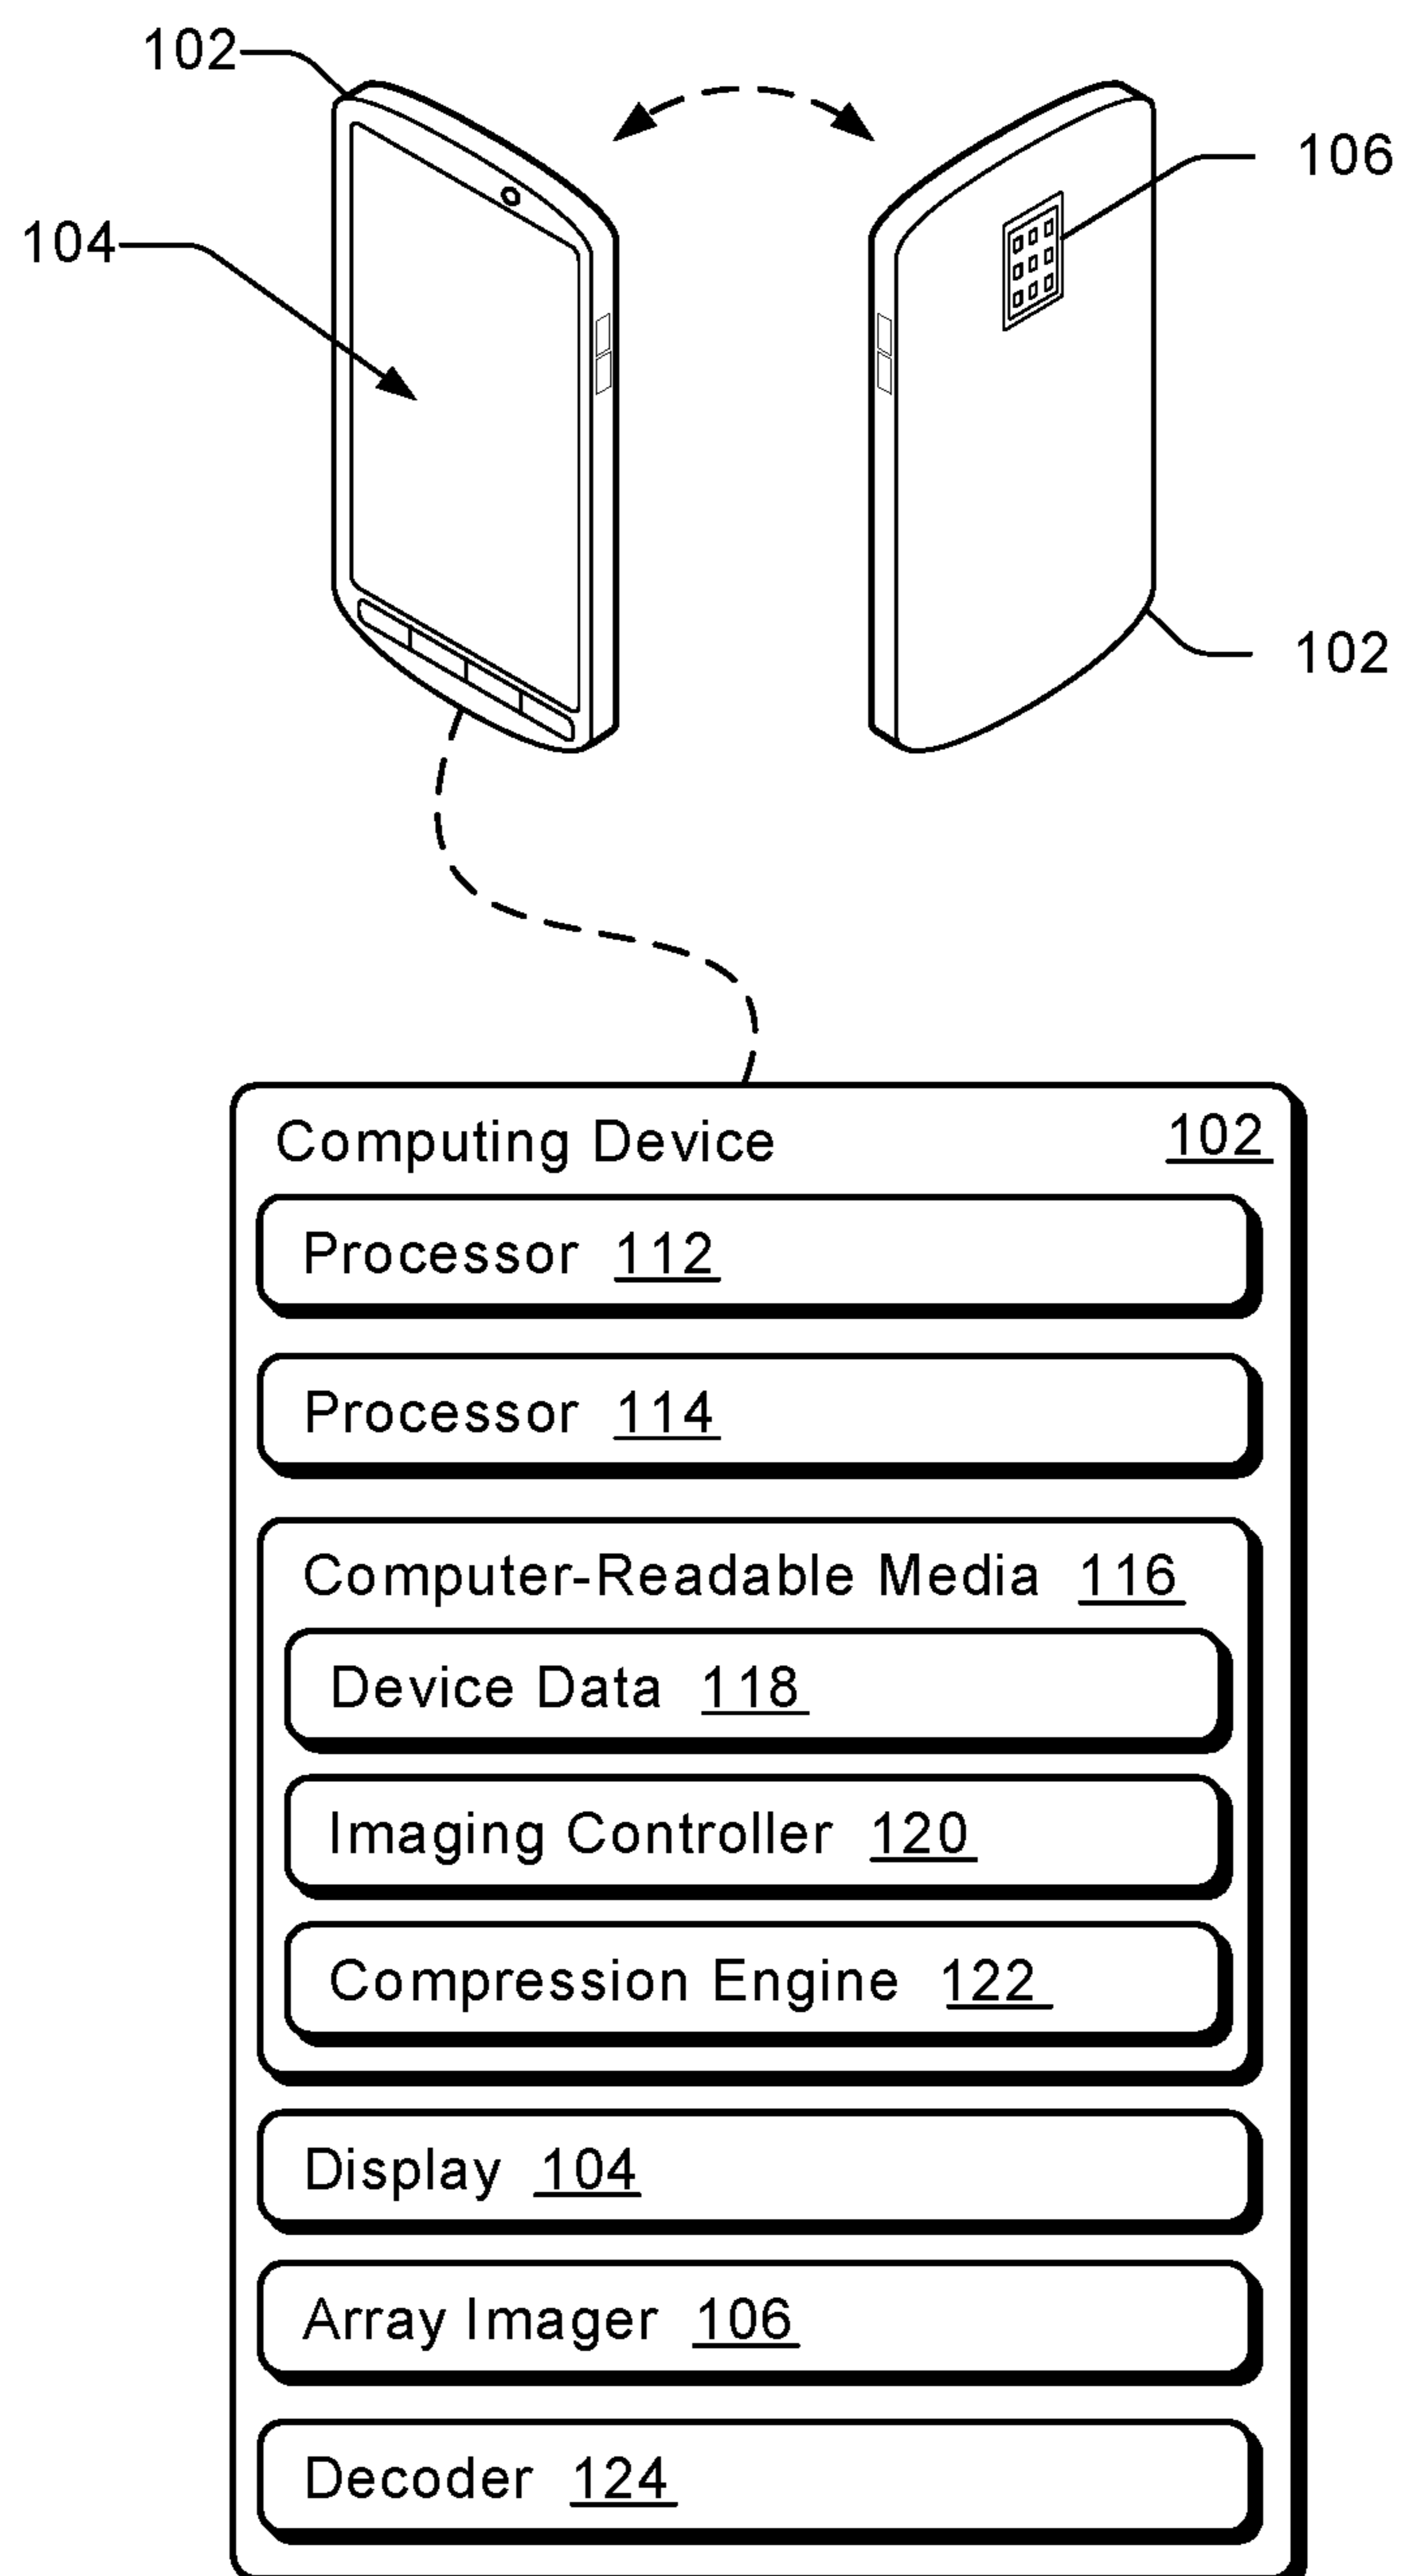 102
106
104
102
Computing Device 102
Processor 112
Processor 114
Computer-Readable Media 116
Device Data 118
Imaging Controller 120
Compression Engine 122
Display 104
Array Imager 106
Decoder 124